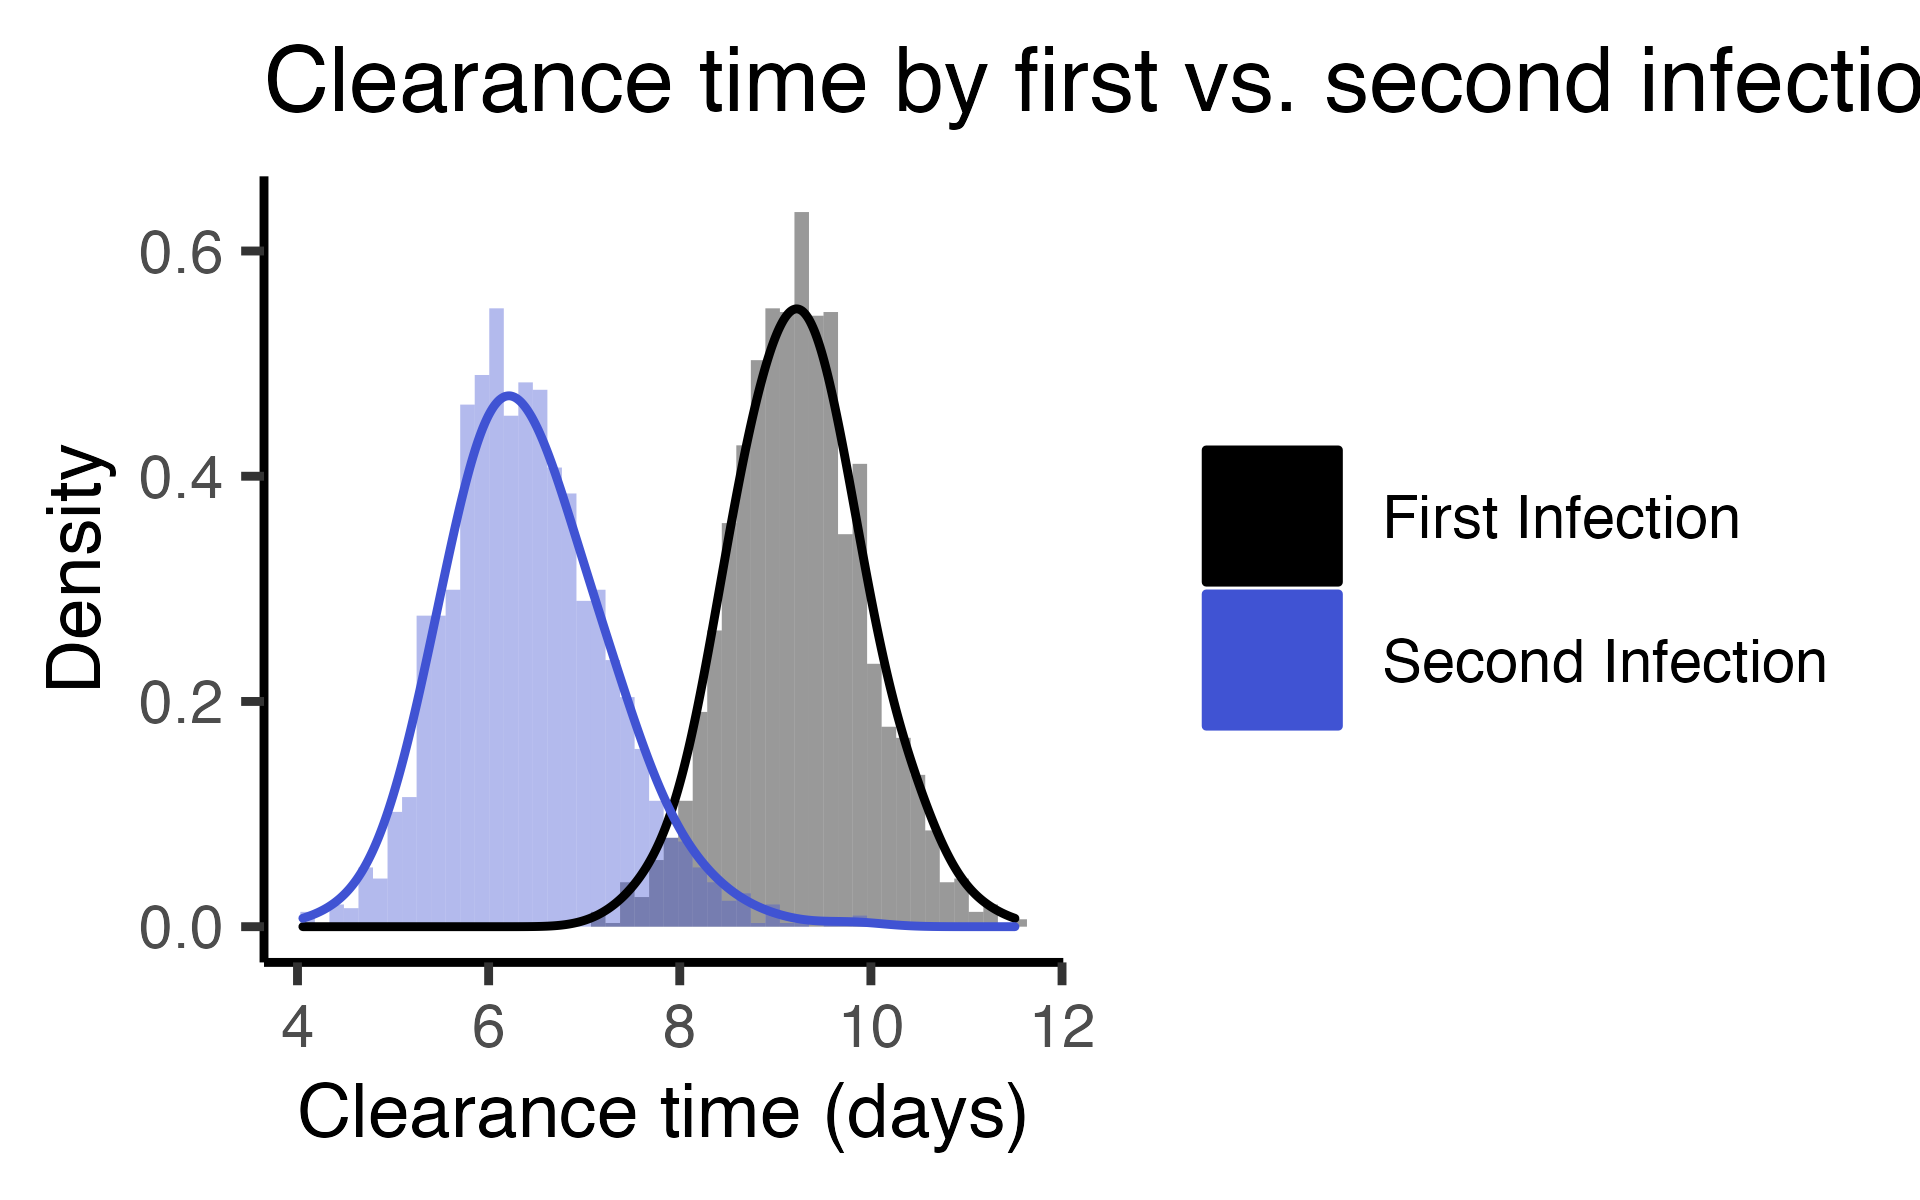 Clearance time by first vs. second infectio
Density
0.6
0.4
0.2
0.0
4 6 8 10 12
Clearance time (days)
First Infection
Second Infection